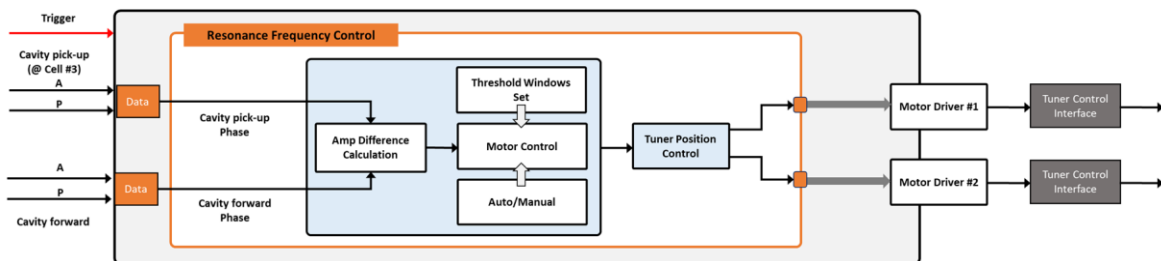 Trigger
Resonance Frequency Control
Cavity pick-up
(@ Cell #3)
A
P
Data
Cavity pick-up
Phase
Threshold Windows
Set
Amp Difference
Calculation
Motor Control
Auto/Manual
Tuner Position
Control
Motor Driver #1
Tuner Control
Interface
A
P
Data
Cavity forward
Cavity forward
Phase
Motor Driver #2
Tuner Control
Interface